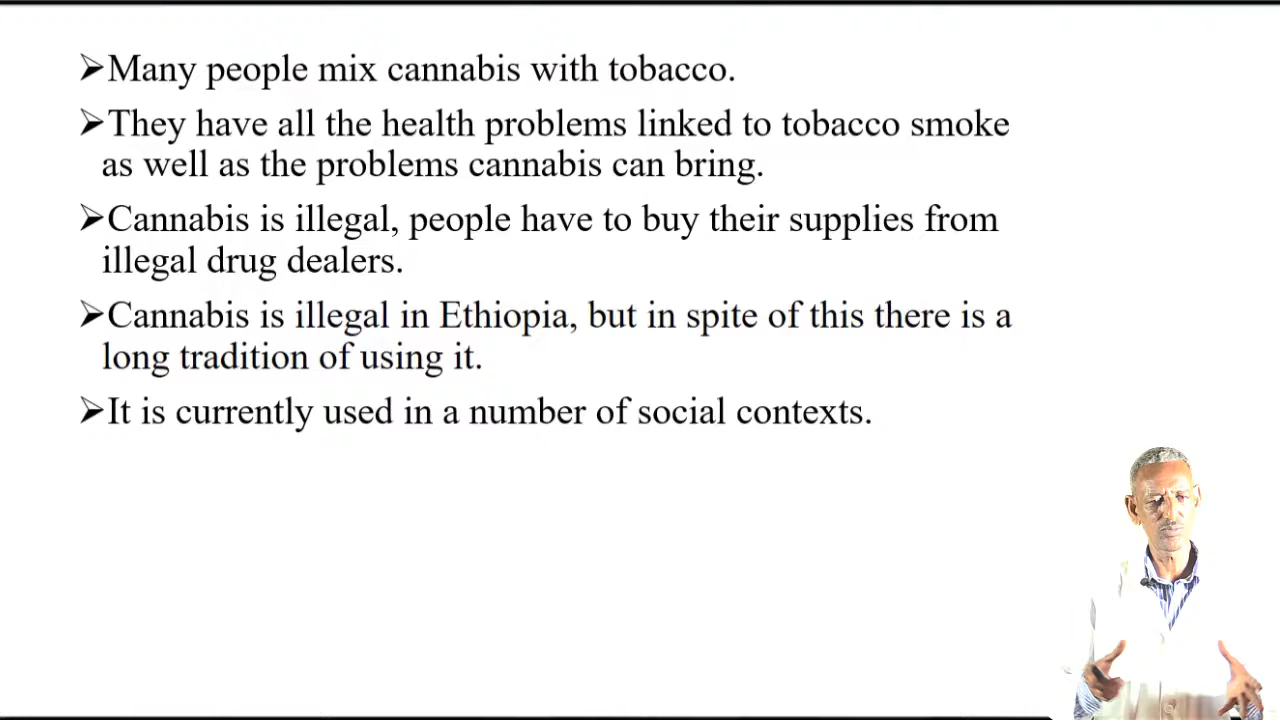 ➢Many people mix cannabis with tobacco.
➢They have all the health problems linked to tobacco smoke
as well as the problems cannabis can bring.
➢Cannabis is illegal, people have to buy their supplies from
illegal drug dealers.
➢Cannabis is illegal in Ethiopia, but in spite of this there is a
long tradition of using it.
➢It is currently used in a number of social contexts.